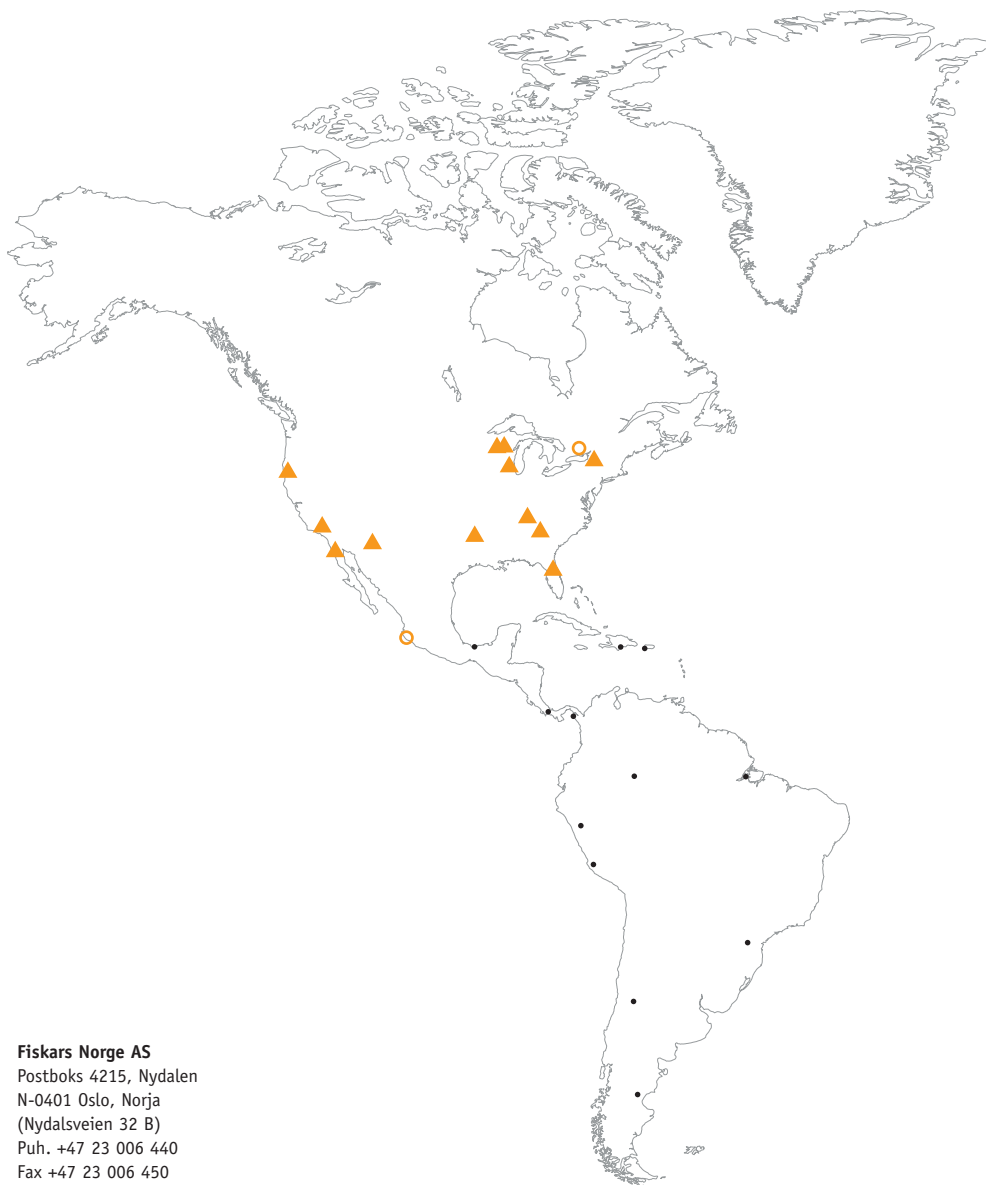 Fiskars Norge AS
Postboks 4215, Nydalen
N-0401 Oslo, Norja
(Nydalsveien 32 B)
Puh. +47 23 006 440
Fax +47 23 006 450